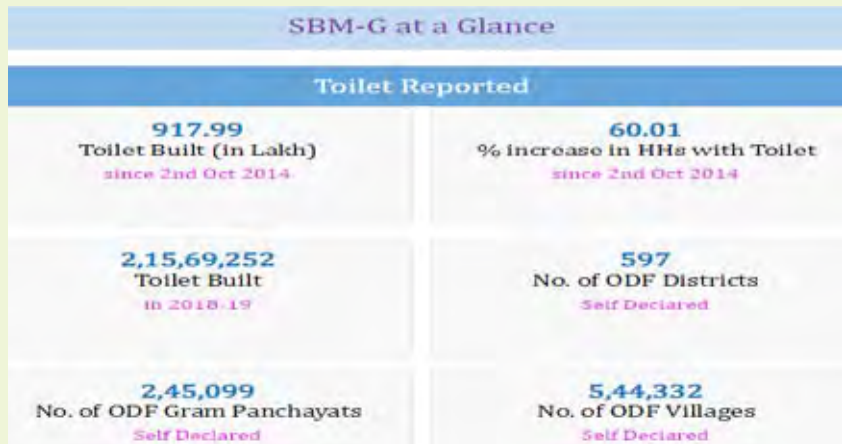 SBM-G at a Glance
Toilet Reported
917.99
Toilet Built (in Lakh)
since 2nd Oct 2014
60.01
% increase in HHs with Toilet
since 2nd Oct 2014
2,15,69,252
Toilet Built
in 2018-19
597
No. of ODF Districts
Self Declared
2,45,099
No. of ODF Gram Panchayats
Self Declared
5,44,332
No. of ODF Villages
Self Declared